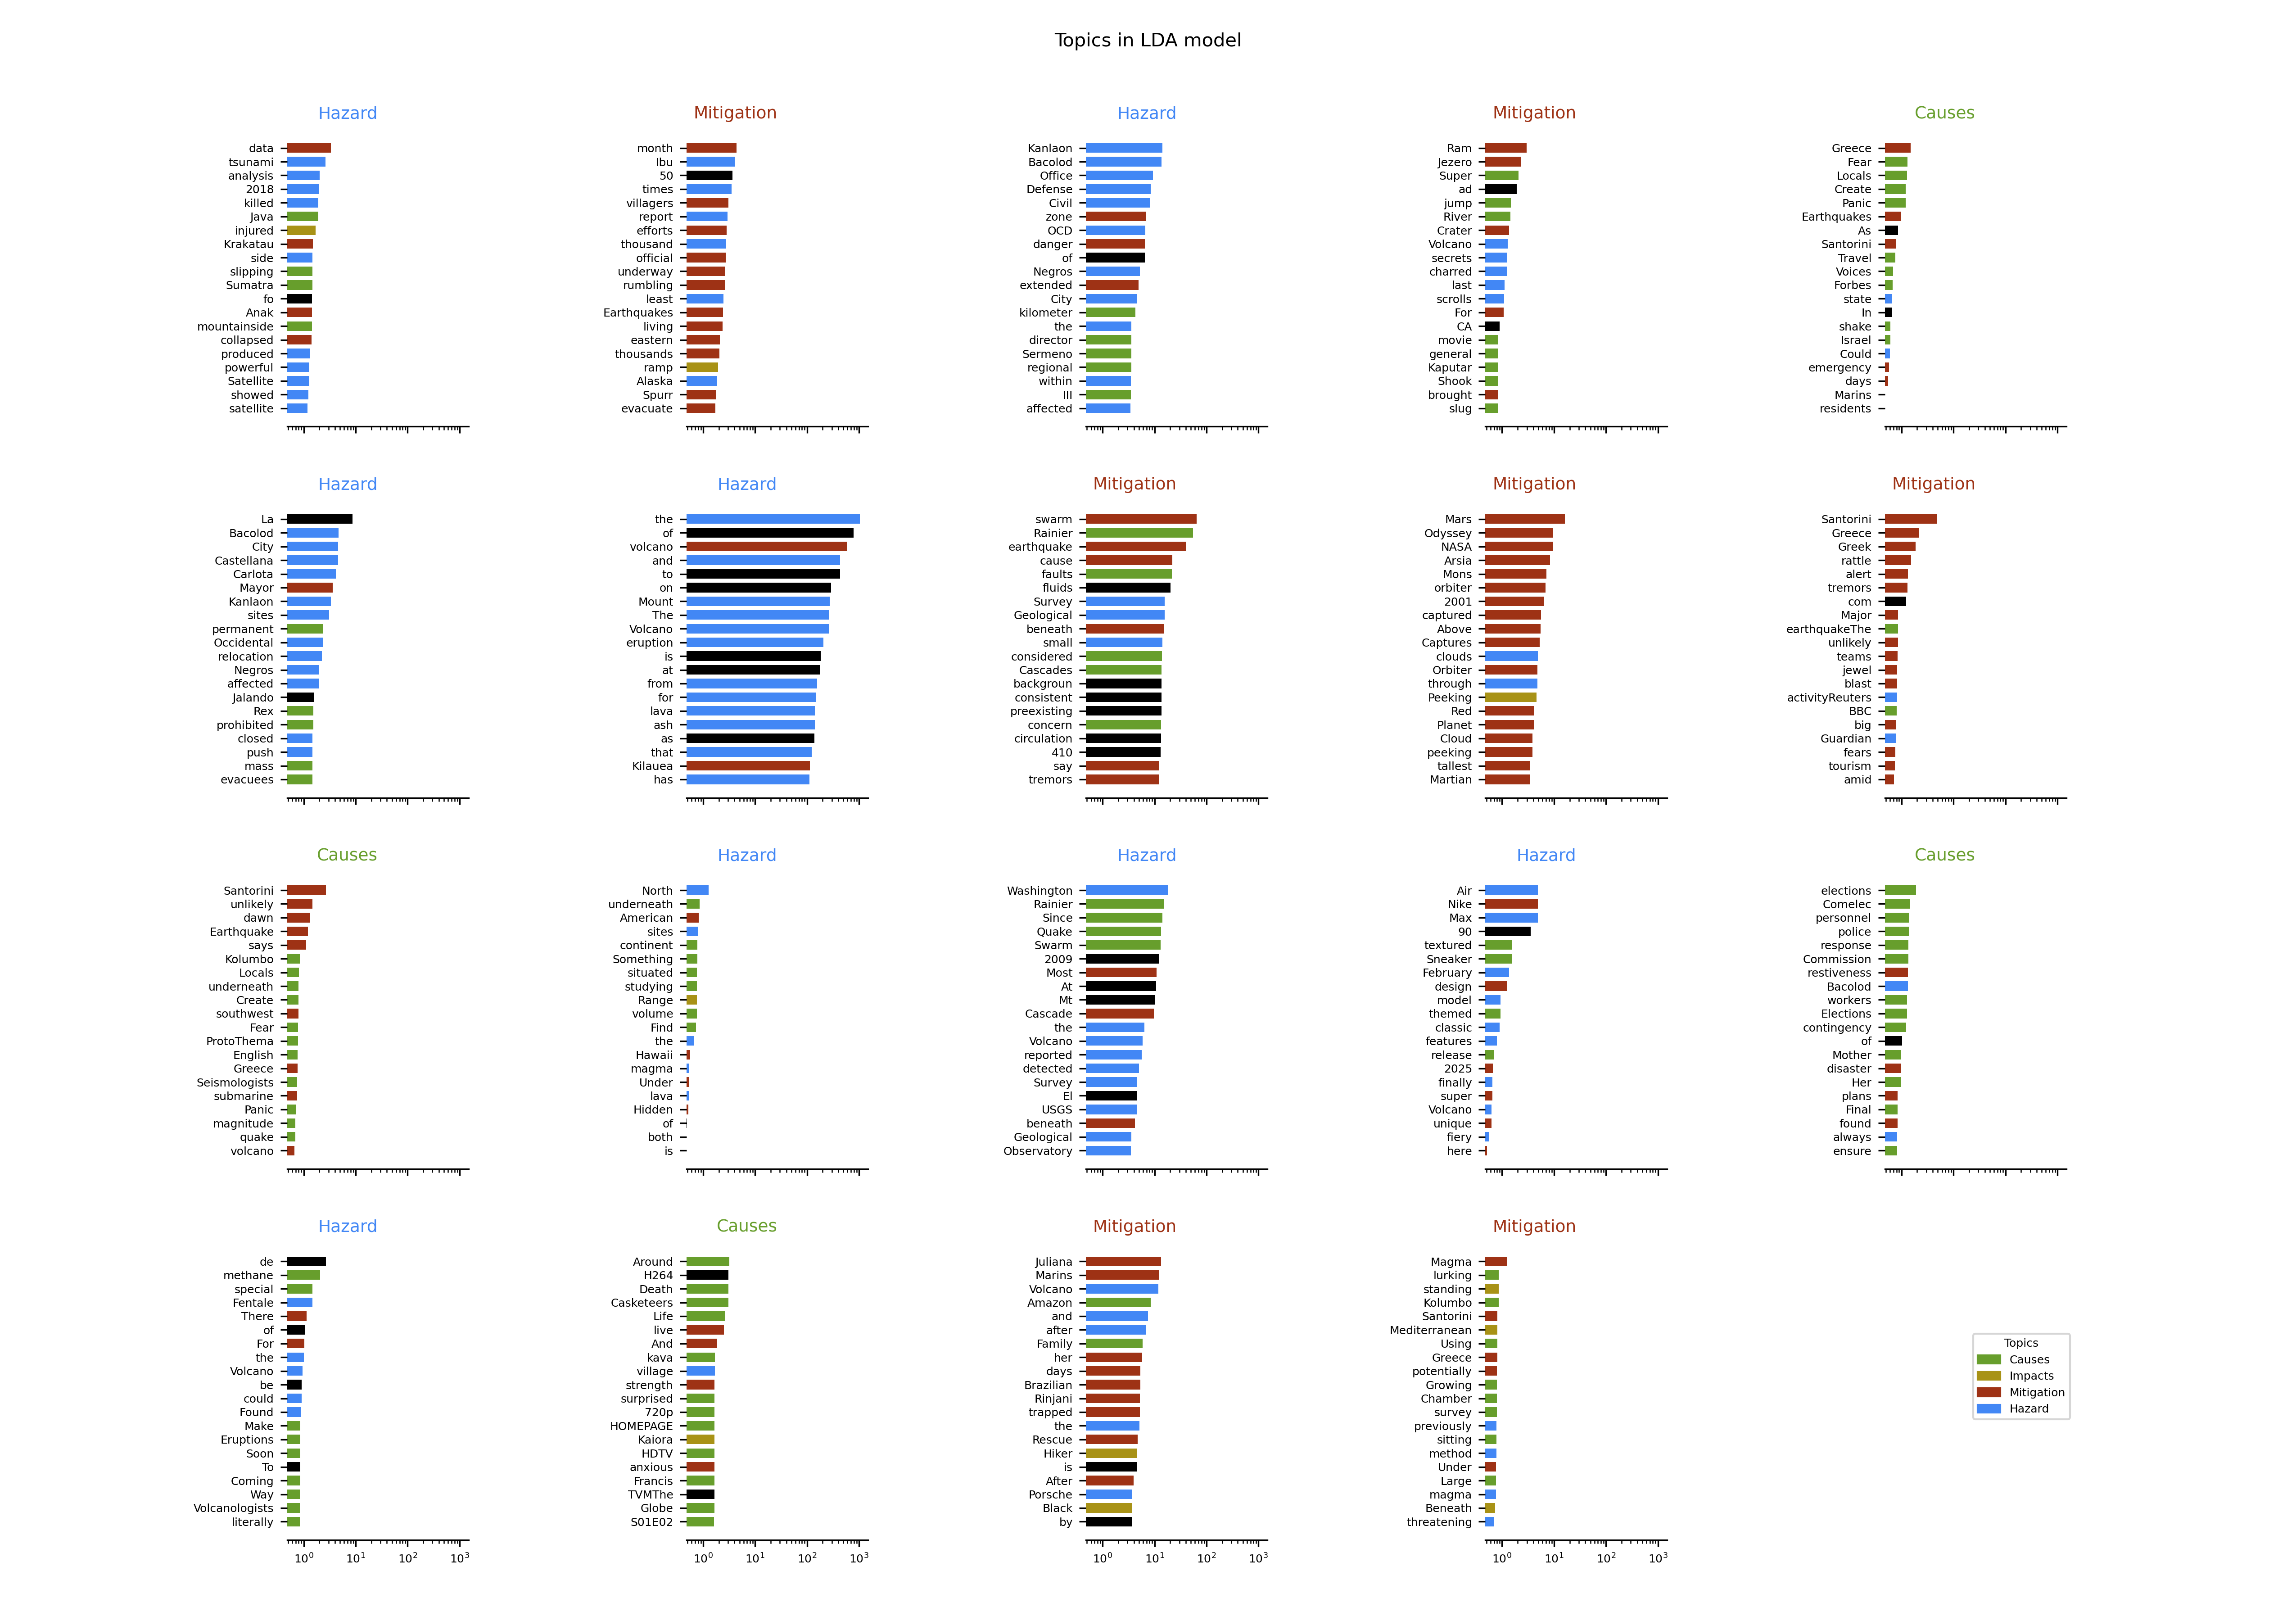 Topics in LDA model
Hazard
data
tsunami
analysis
2018
killed
Java
injured
Krakatau
side
slipping
Sumatra
fo
Anak
mountainside
collapsed
produced
powerful
Satellite
showed
satellite
Mitigation
month
Ibu
50
times
villagers
report
efforts
thousand
official
underway
rumbling
least
Earthquakes
living
eastern
thousands
ramp
Alaska
Spurr
evacuate
Hazard
Kanlaon
Bacolod
Office
Defense
Civil
zone
OCD
danger
of
Negros
extended
City
kilometer
the
director
Sermeno
regional
within
III
affected
Mitigation
Ram
Jezero
Super
ad
jump
River
Crater
Volcano
secrets
charred
last
scrolls
For
CA
movie
general
Kaputar
Shook
brought
slug
Causes
Greece
Fear
Locals
Create
Panic
Earthquakes
As
Santorini
Travel
Voices
Forbes
state
In
shake
Israel
Could
emergency
days
Marins
residents
Hazard
La
Bacolod
City
Castellana
Carlota
Mayor
Kanlaon
sites
permanent
Occidental
relocation
Negros
affected
Jalando
Rex
prohibited
closed
push
mass
evacuees
Hazard
the
of
volcano
and
to
on
Mount
The
Volcano
eruption
is
at
from
for
lava
ash
as
that
Kilauea
has
Mitigation
swarm
Rainier
earthquake
cause
faults
fluids
Survey
Geological
beneath
small
considered
Cascades
backgroun
consistent
preexisting
concern
circulation
410
say
tremors
Mitigation
Mars
Odyssey
NASA
Arsia
Mons
orbiter
2001
captured
Above
Captures
clouds
Orbiter
through
Peeking
Red
Planet
Cloud
peeking
tallest
Martian
Mitigation
Santorini
Greece
Greek
rattle
alert
tremors
com
Major
earthquakeThe
unlikely
teams
jewel
blast
activityReuters
BBC
big
Guardian
fears
tourism
amid
Causes
Santorini
unlikely
dawn
Earthquake
says
Kolumbo
Locals
underneath
Create
southwest
Fear
ProtoThema
English
Greece
Seismologists
submarine
Panic
magnitude
quake
volcano
Hazard
North
underneath
American
sites
continent
Something
situated
studying
Range
volume
Find
the
Hawaii
magma
Under
lava
Hidden
of
both
is
Hazard
Washington
Rainier
Since
Quake
Swarm
2009
Most
At
Mt
Cascade
the
Volcano
reported
detected
Survey
El
USGS
beneath
Geological
Observatory
Hazard
Air
Nike
Max
90
textured
Sneaker
February
design
model
themed
classic
features
release
2025
finally
super
Volcano
unique
fiery
here
Causes
elections
Comelec
personnel
police
response
Commission
restiveness
Bacolod
workers
Elections
contingency
of
Mother
disaster
Her
plans
Final
found
always
ensure
Hazard
de
methane
special
Fentale
There
of
For
the
Volcano
be
could
Found
Make
Eruptions
Soon
To
Coming
Way
Volcanologists
literally
10⁰ 10¹ 10² 10³
Causes
Around
H264
Death
Casketeers
Life
live
And
kava
village
strength
surprised
720p
HOMEPAGE
Kaiora
HDTV
anxious
Francis
TVMThe
Globe
S01E02
10⁰ 10¹ 10² 10³
Mitigation
Juliana
Marins
Volcano
Amazon
and
after
Family
her
days
Brazilian
Rinjani
trapped
the
Rescue
Hiker
is
After
Porsche
Black
by
10⁰ 10¹ 10² 10³
Mitigation
Magma
lurking
standing
Kolumbo
Santorini
Mediterranean
Using
Greece
potentially
Growing
Chamber
survey
previously
sitting
method
Under
Large
magma
Beneath
threatening
10⁰ 10¹ 10² 10³
Topics
Causes
Impacts
Mitigation
Hazard